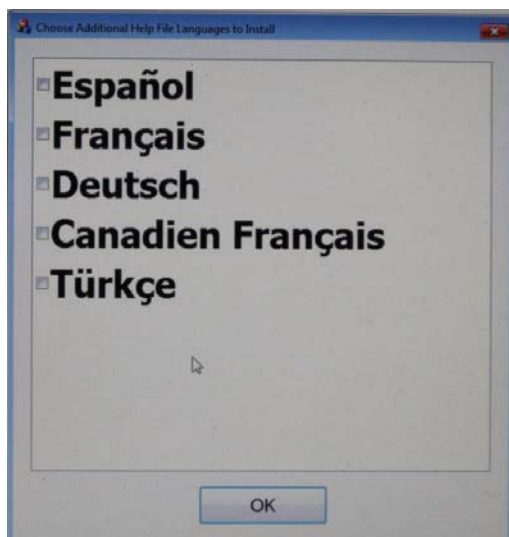 Choose Additional Help File Languages to Install
Español
Français
Deutsch
Canadien Français
Türkçe
OK